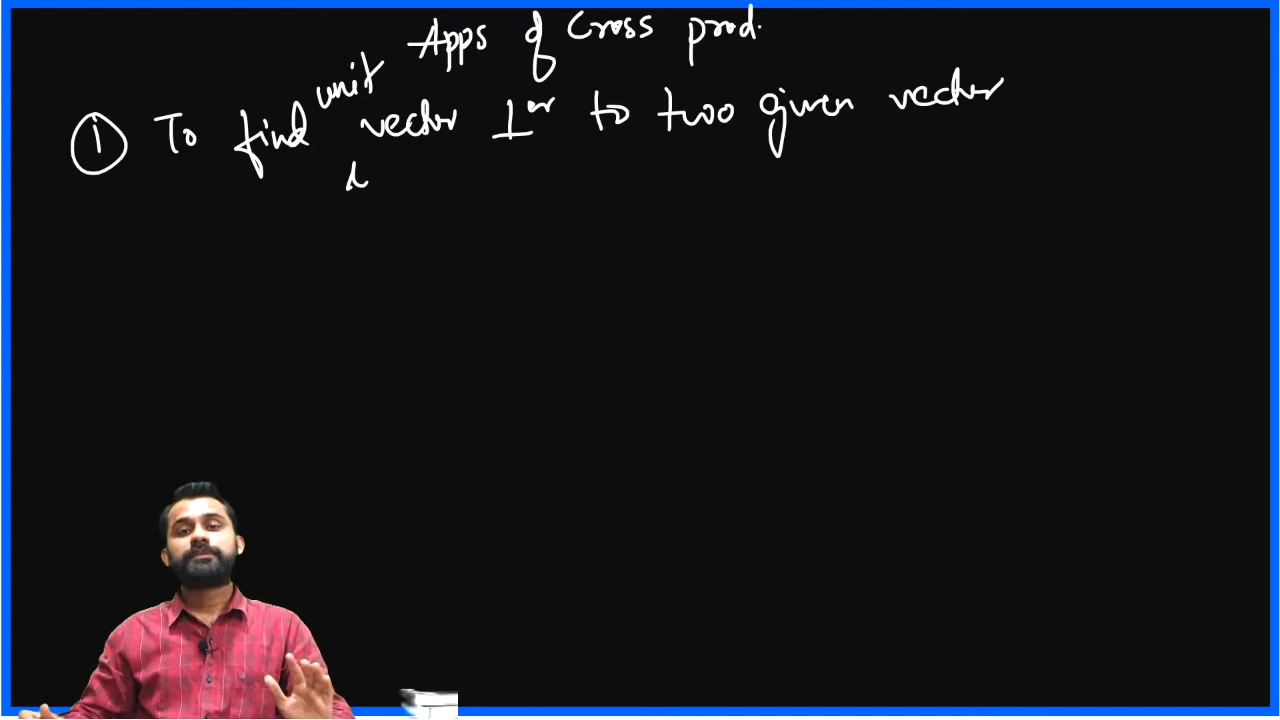 Apps of Cross prod.
① To find unit vector ⊥ar to two given vector